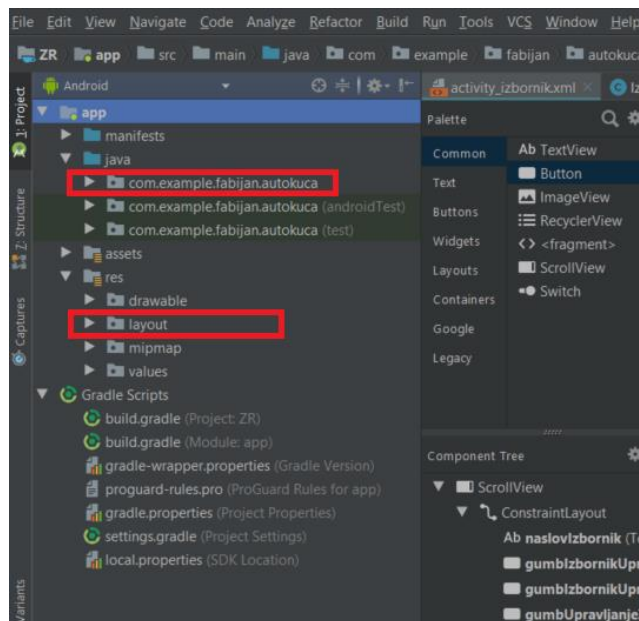 File Edit View Navigate Code Analyze Refactor Build Run Tools VCS Window Help
ZR app src main java com example fabijan autokuca
Android
activity_izbornik.xml
1: Project
app
manifests
java
com.example.fabijan.autokuca
com.example.fabijan.autokuca (androidTest)
com.example.fabijan.autokuca (test)
assets
res
drawable
layout
mipmap
values
Gradle Scripts
build.gradle (Project: ZR)
build.gradle (Module: app)
gradle-wrapper.properties (Gradle Version)
proguard-rules.pro (ProGuard Rules for app)
gradle.properties (Project Properties)
settings.gradle (Project Settings)
local.properties (SDK Location)
Z: Structure
Captures
Variants
Palette
Common
Text
Buttons
Widgets
Layouts
Containers
Google
Legacy
Ab TextView
Button
ImageView
RecyclerView
<> <fragment>
ScrollView
Switch
Component Tree
ScrollView
ConstraintLayout
Ab naslovIzbornik (Te
gumbIzbornikUpr
gumbIzbornikUpr
gumbUpravljanje